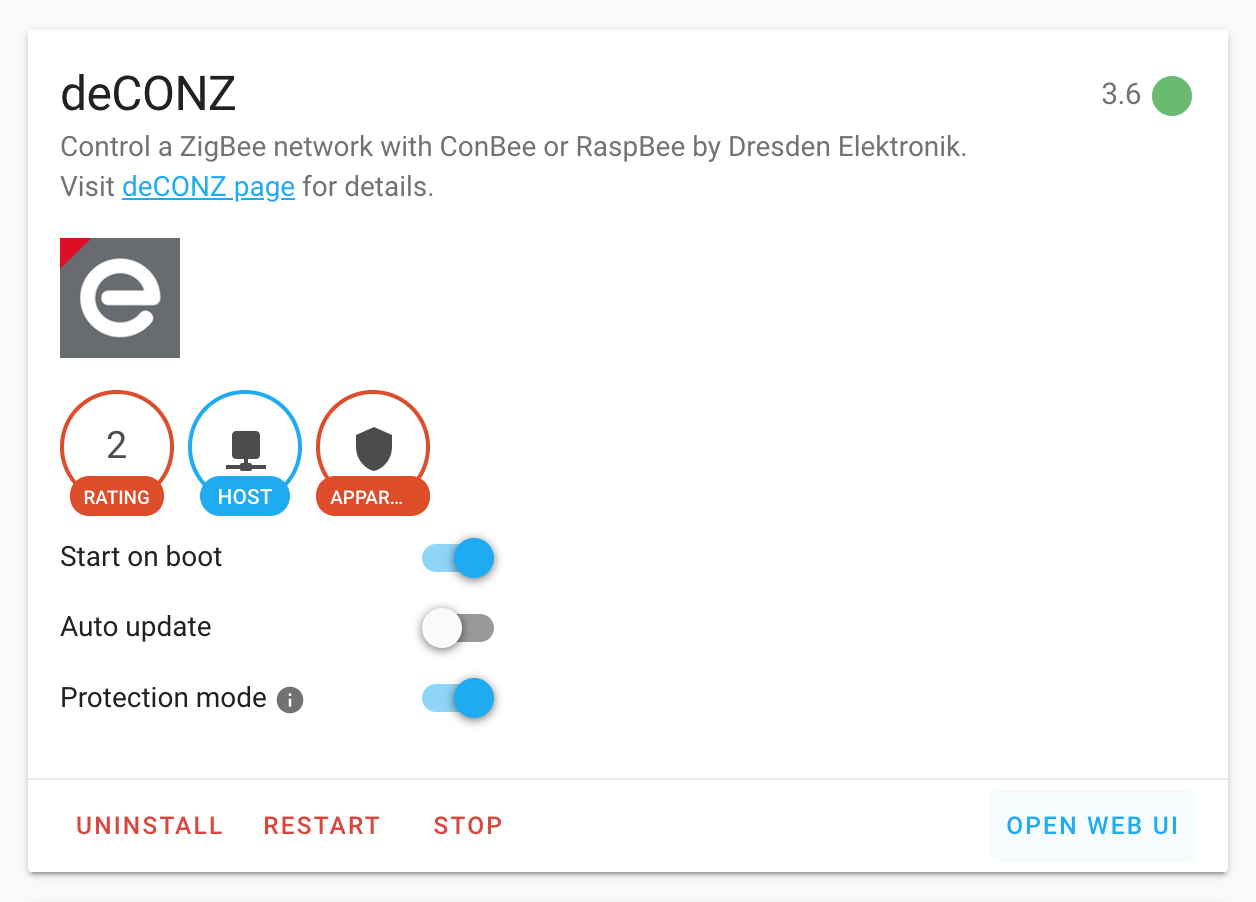 deCONZ
3.6
Control a ZigBee network with ConBee or RaspBee by Dresden Elektronik.
Visit deCONZ page for details.
e
2
RATING
HOST
APPAR...
Start on boot
Auto update
Protection mode
UNINSTALL
RESTART
STOP
OPEN WEB UI